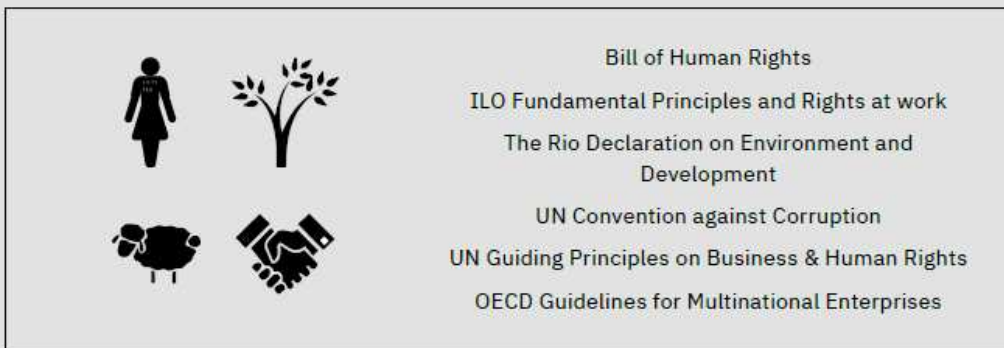 Bill of Human Rights
ILO Fundamental Principles and Rights at work
The Rio Declaration on Environment and
Development
UN Convention against Corruption
UN Guiding Principles on Business & Human Rights
OECD Guidelines for Multinational Enterprises